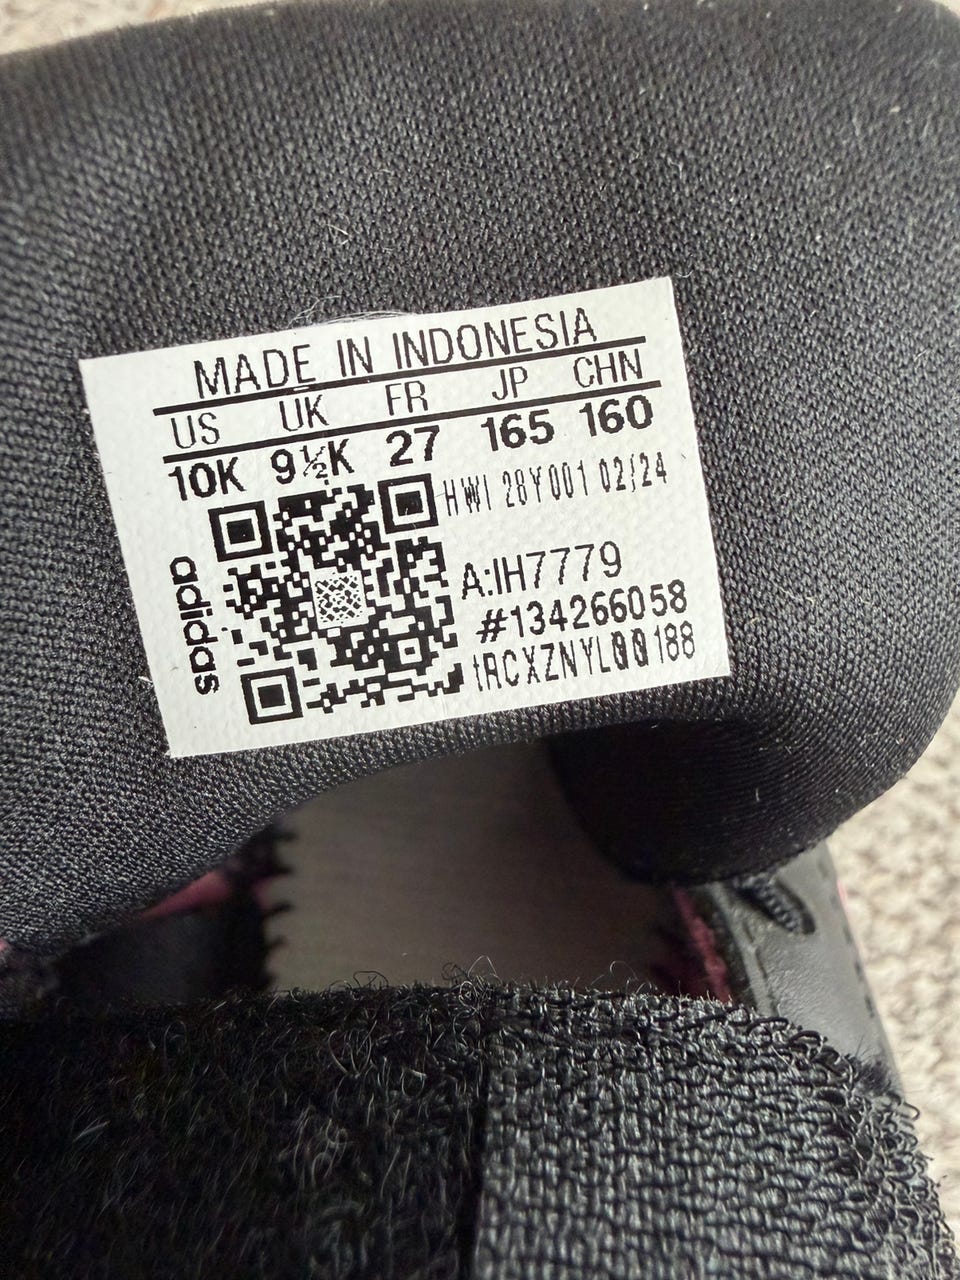 MADE IN INDONESIA
US UK FR JP CHN
10K 9½K 27 165 160
HWI 28Y001 02/24
A:IH7779
#134266058
tRCXZNYL00188
adidas